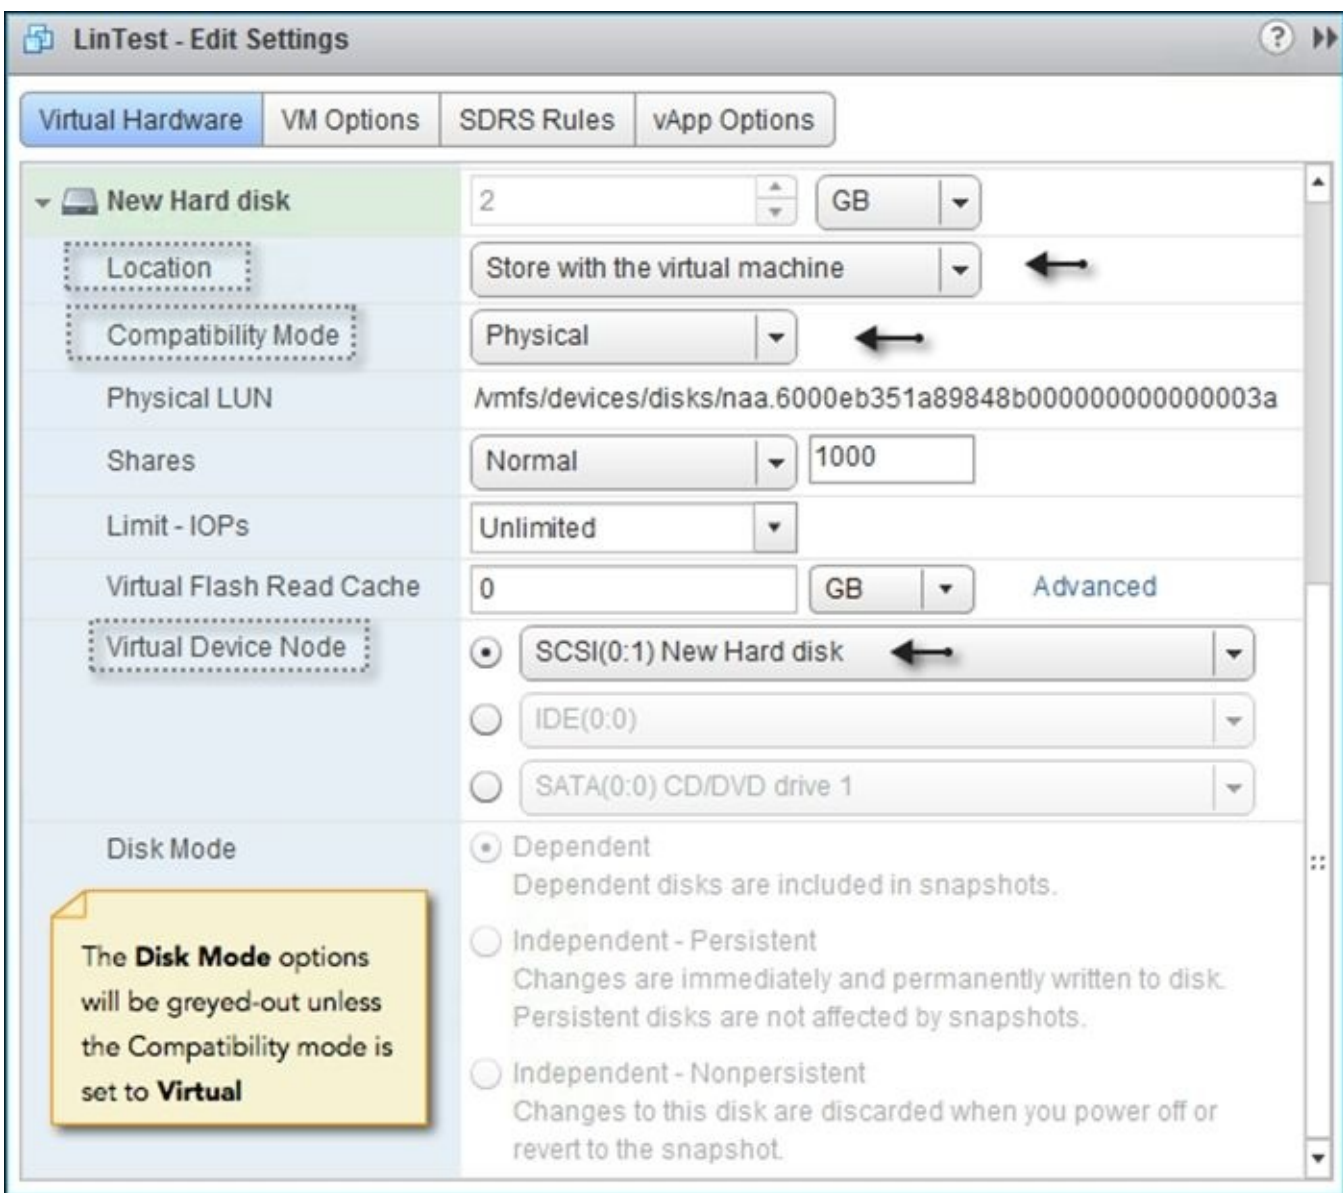 LinTest - Edit Settings
Virtual Hardware VM Options SDRS Rules vApp Options
New Hard disk 2 GB
Location Store with the virtual machine
Compatibility Mode Physical
Physical LUN /vmfs/devices/disks/naa.6000eb351a89848b000000000000003a
Shares Normal 1000
Limit - IOPs Unlimited
Virtual Flash Read Cache 0 GB Advanced
Virtual Device Node SCSI(0:1) New Hard disk
IDE(0:0)
SATA(0:0) CD/DVD drive 1
Disk Mode Dependent
Dependent disks are included in snapshots.
Independent - Persistent
Changes are immediately and permanently written to disk.
Persistent disks are not affected by snapshots.
Independent - Nonpersistent
Changes to this disk are discarded when you power off or
revert to the snapshot.
The Disk Mode options
will be greyed-out unless
the Compatibility mode is
set to Virtual